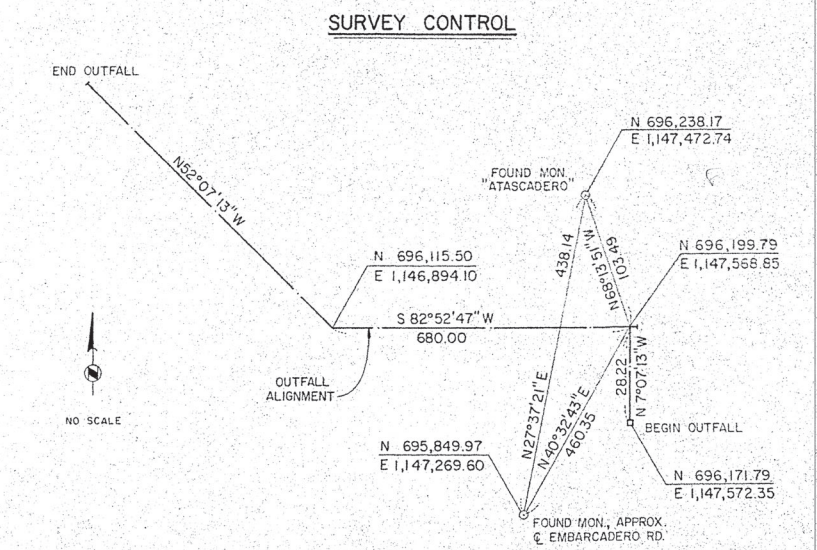 SURVEY CONTROL
END OUTFALL
N52°07'13"W
N 696,238.17
E 1,147,472.74
FOUND MON.
"ATASCADERO"
N 696,115.50
E 1,146,894.10
438.14
N68°13'51"W
103.49
N 696,199.79
E 1,147,568.85
S 82°52'47"W
680.00
OUTFALL
ALIGNMENT
NO SCALE
N27°37'21"E
N40°32'43"E
460.35
28.22
N 7°07'13"W
BEGIN OUTFALL
N 695,849.97
E 1,147,269.60
N 696,171.79
E 1,147,572.35
FOUND MON., APPROX.
℄ EMBARCADERO RD.